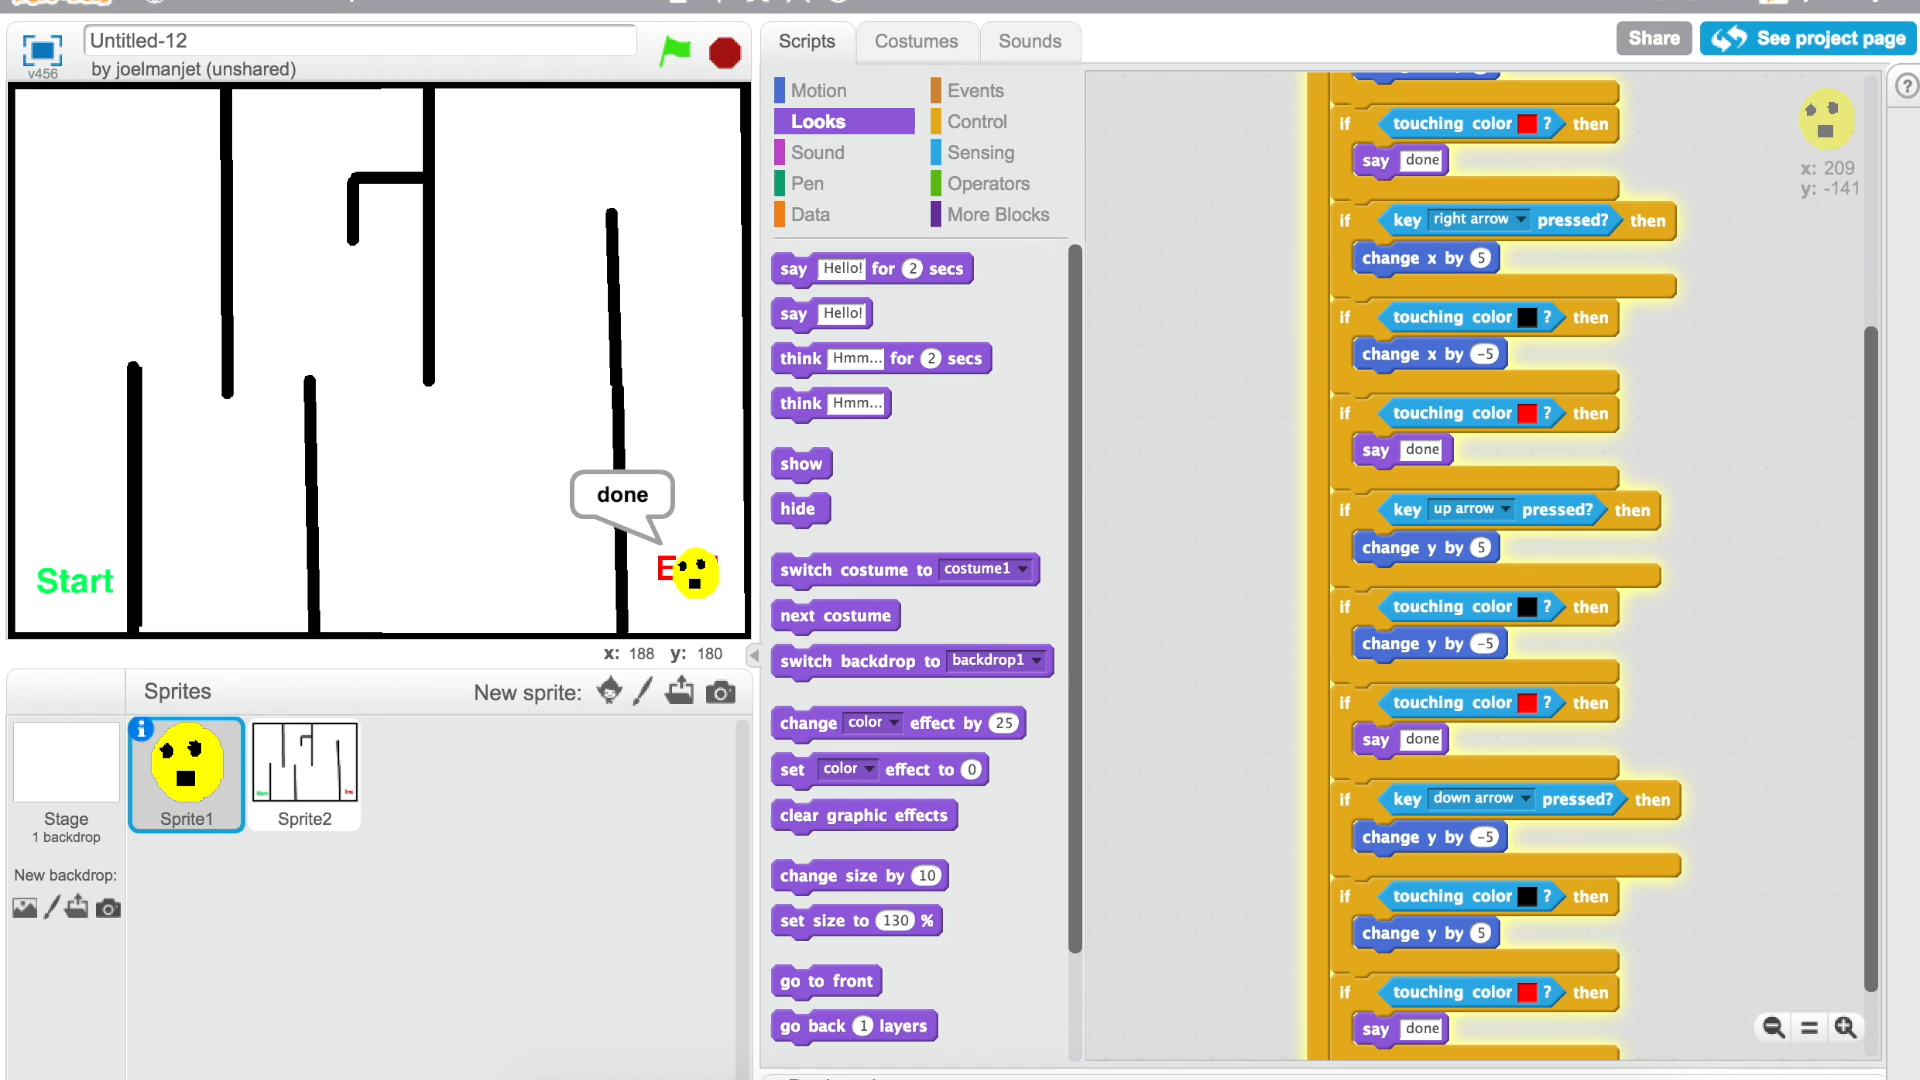 Untitled-12
by joelmanjet (unshared)
v456
Start
done
E
x: 188 y: 180
Sprites
New sprite:
Sprite1
Sprite2
Stage
1 backdrop
New backdrop:
Scripts
Costumes
Sounds
Share
See project page
Motion
Looks
Sound
Pen
Data
Events
Control
Sensing
Operators
More Blocks
say Hello! for 2 secs
say Hello!
think Hmm... for 2 secs
think Hmm...
show
hide
switch costume to costume1
next costume
switch backdrop to backdrop1
change color effect by 25
set color effect to 0
clear graphic effects
change size by 10
set size to 130 %
go to front
go back 1 layers
if touching color ? then
say done
if key right arrow pressed? then
change x by 5
if touching color ? then
change x by -5
if touching color ? then
say done
if key up arrow pressed? then
change y by 5
if touching color ? then
change y by -5
if touching color ? then
say done
if key down arrow pressed? then
change y by -5
if touching color ? then
change y by 5
if touching color ? then
say done
x: 209
y: -141
?